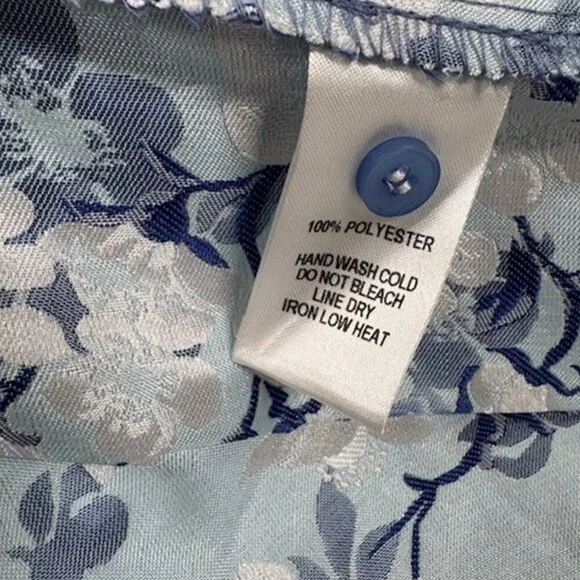 100% POLYESTER
HAND WASH COLD
DO NOT BLEACH
LINE DRY
IRON LOW HEAT